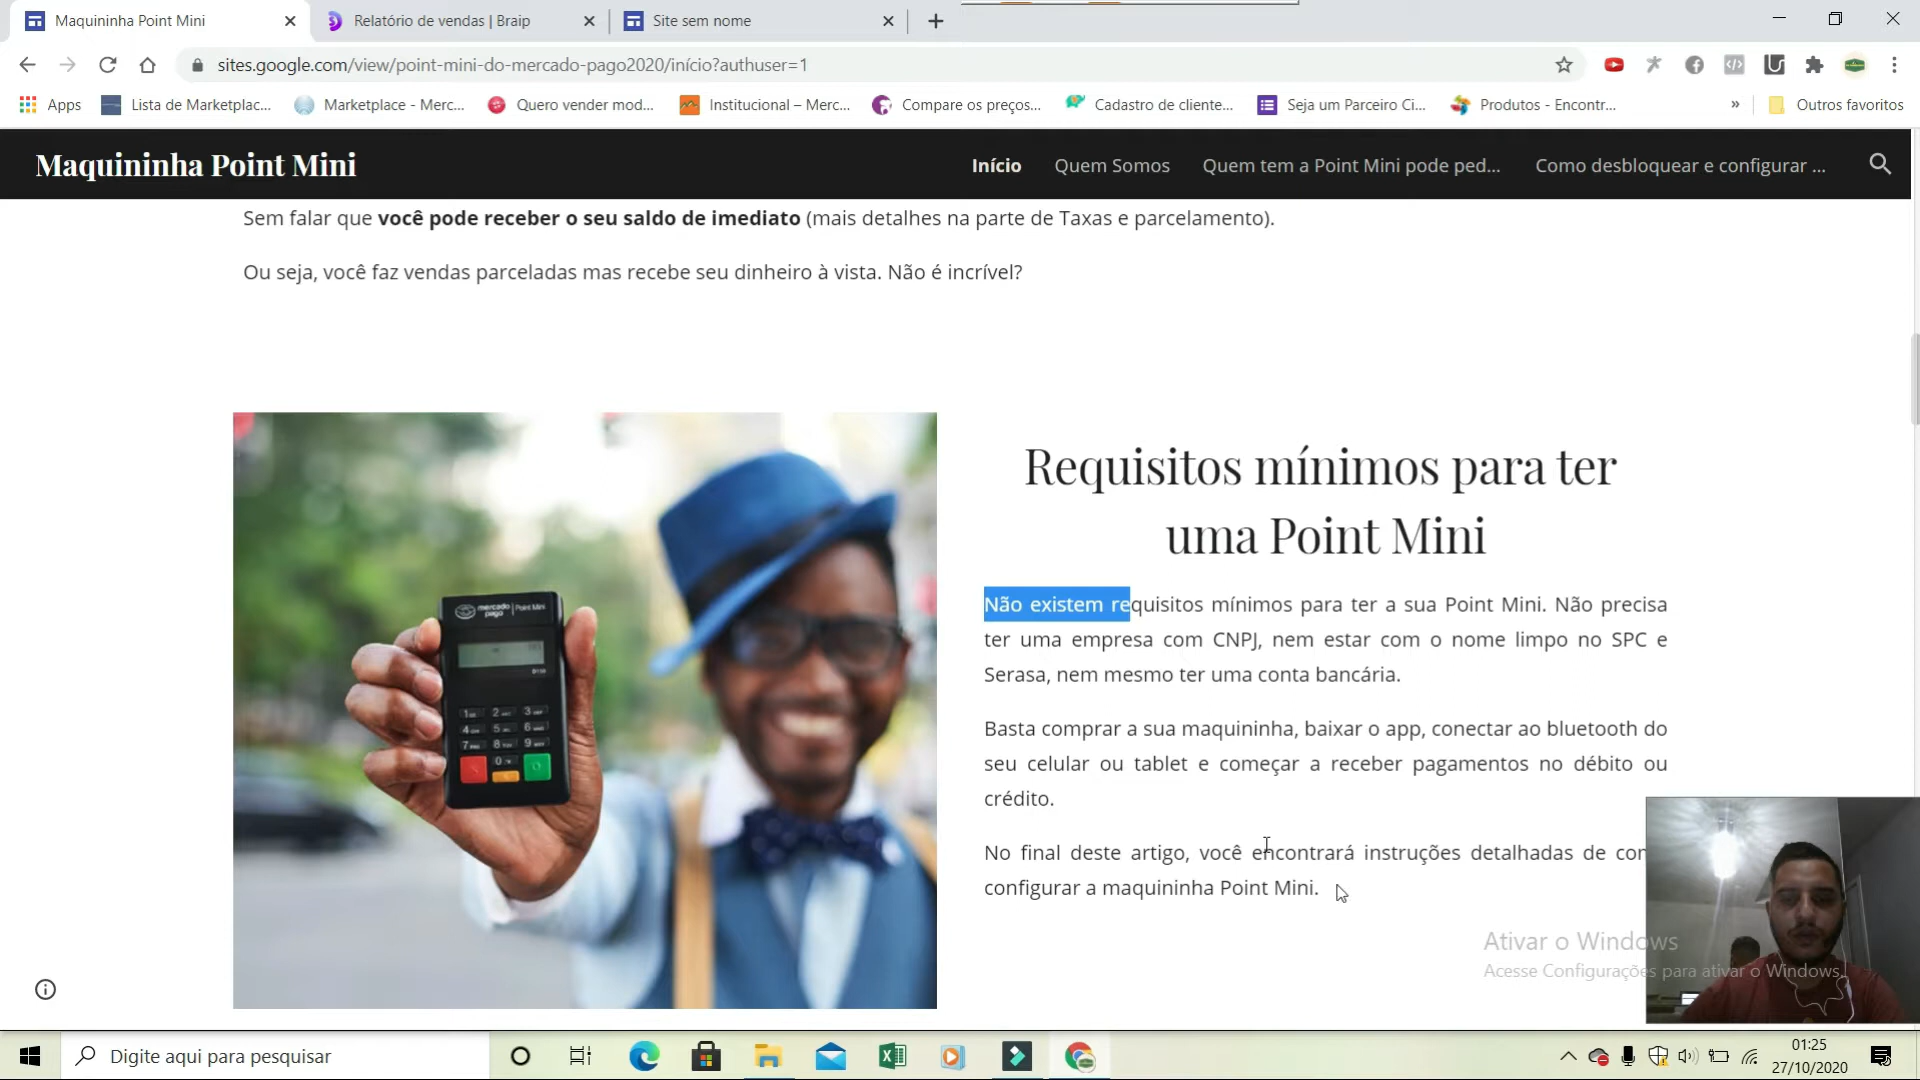 Maquininha Point Mini
Relatório de vendas | Braip
Site sem nome
sites.google.com/view/point-mini-do-mercado-pago2020/início?authuser=1
Apps
Lista de Marketplac...
Marketplace - Merc...
Quero vender mod...
Institucional – Merc...
Compare os preços...
Cadastro de cliente...
Seja um Parceiro Ci...
Produtos - Encontr...
»
Outros favoritos
Maquininha Point Mini
Início
Quem Somos
Quem tem a Point Mini pode ped...
Como desbloquear e configurar ...
Sem falar que você pode receber o seu saldo de imediato (mais detalhes na parte de Taxas e parcelamento).
Ou seja, você faz vendas parceladas mas recebe seu dinheiro à vista. Não é incrível?
mercado pago | Point Mini
Requisitos mínimos para ter
uma Point Mini
Não existem requisitos mínimos para ter a sua Point Mini. Não precisa
ter uma empresa com CNPJ, nem estar com o nome limpo no SPC e
Serasa, nem mesmo ter uma conta bancária.
Basta comprar a sua maquininha, baixar o app, conectar ao bluetooth do
seu celular ou tablet e começar a receber pagamentos no débito ou
crédito.
No final deste artigo, você encontrará instruções detalhadas de com
configurar a maquininha Point Mini.
Ativar o Windows
Acesse Configurações para ativar o Windows.
Digite aqui para pesquisar
01:25
27/10/2020